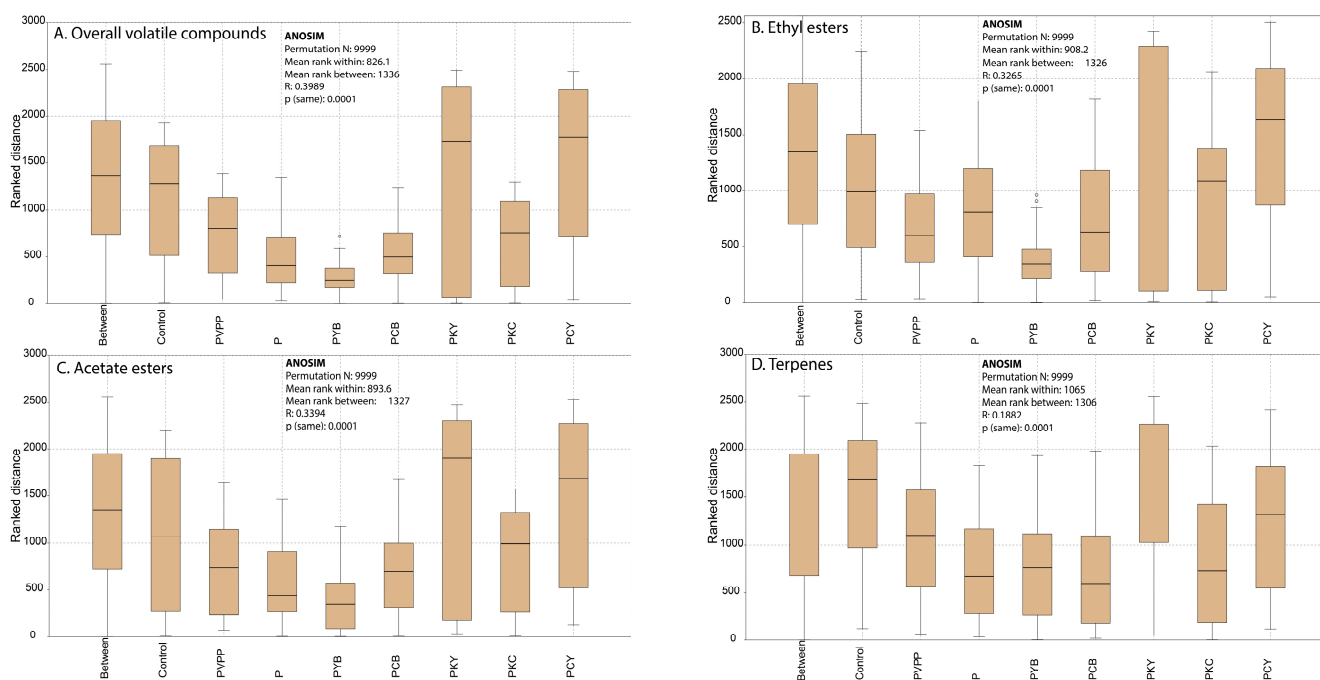 A. Overall volatile compounds
ANOSIM
Permutation N: 9999
Mean rank within: 826.1
Mean rank between: 1336
R: 0.3989
p (same): 0.0001
Ranked distance
3000
2500
2000
1500
1000
500
0
Between
Control
PVPP
P
PYB
PCB
PKY
PKC
PCY
B. Ethyl esters
ANOSIM
Permutation N: 9999
Mean rank within: 908.2
Mean rank between: 1326
R: 0.3265
p (same): 0.0001
Ranked distance
2500
2000
1500
1000
500
0
Between
Control
PVPP
P
PYB
PCB
PKY
PKC
PCY
C. Acetate esters
ANOSIM
Permutation N: 9999
Mean rank within: 893.6
Mean rank between: 1327
R: 0.3394
p (same): 0.0001
Ranked distance
3000
2500
2000
1500
1000
500
0
Between
Control
PVPP
P
PYB
PCB
PKY
PKC
PCY
D. Terpenes
ANOSIM
Permutation N: 9999
Mean rank within: 1065
Mean rank between: 1306
R: 0.1882
p (same): 0.0001
Ranked distance
3000
2500
2000
1500
1000
500
0
Between
Control
PVPP
P
PYB
PCB
PKY
PKC
PCY